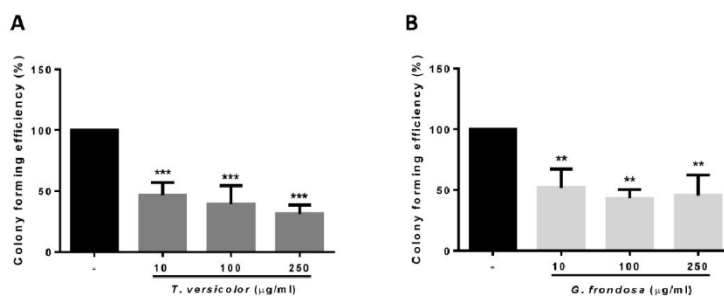 A
Colony forming efficiency (%)
150
100
50
0
***
***
***
- 10 100 250
T. versicolor (µg/ml)
B
Colony forming efficiency (%)
150
100
50
0
**
**
**
- 10 100 250
G. frondosa (µg/ml)